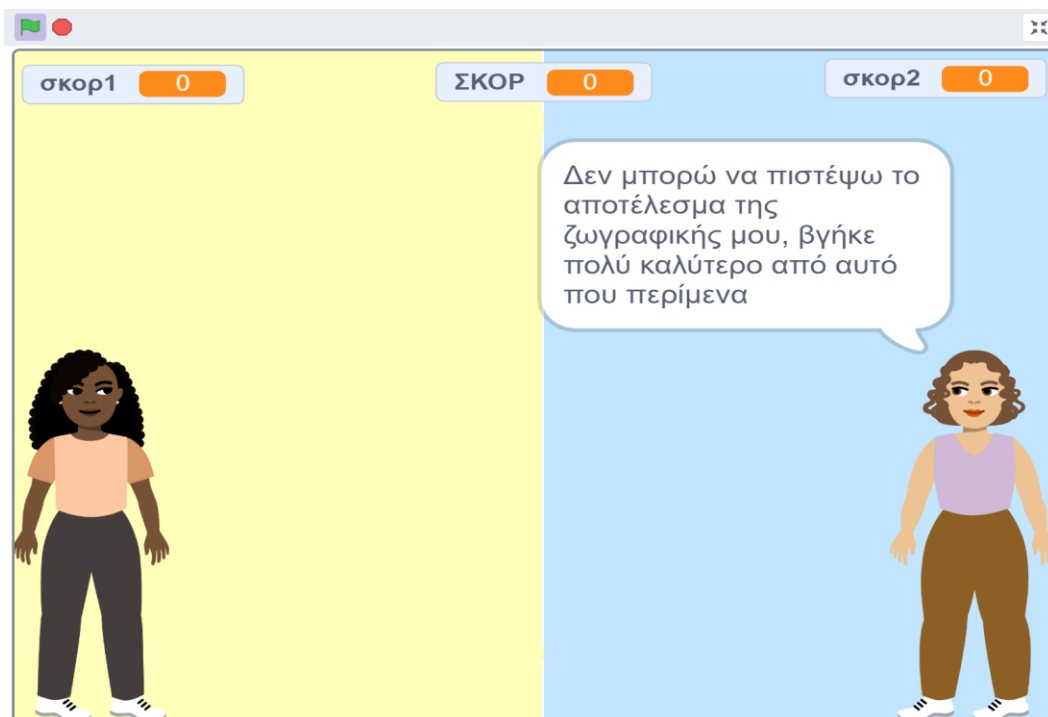 σκορ1 0
ΣΚΟΡ 0
σκορ2 0
Δεν μπορώ να πιστέψω το
αποτέλεσμα της
ζωγραφικής μου, βγήκε
πολύ καλύτερο από αυτό
που περίμενα